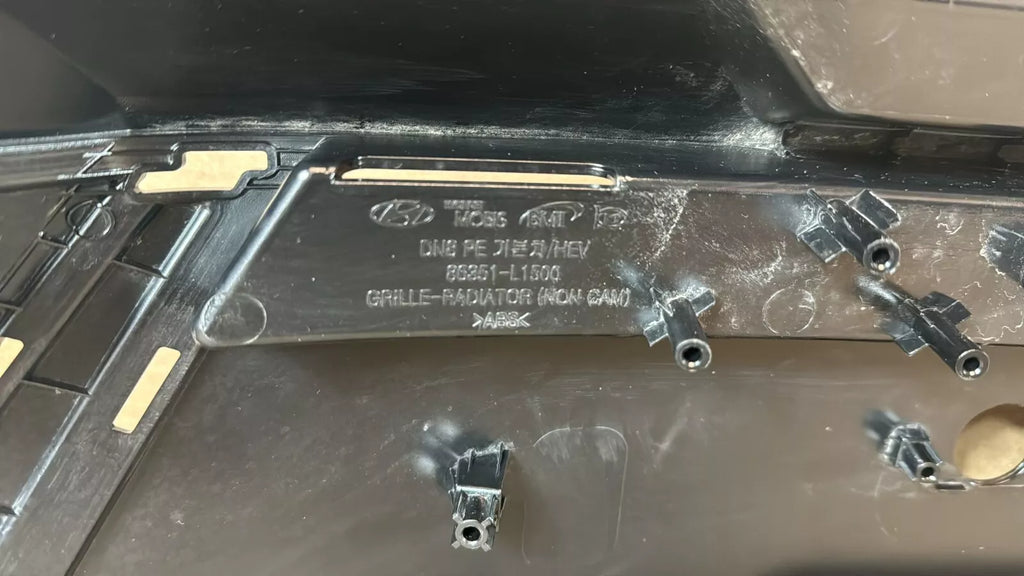 MOBIS
DN8 PE 기본차/HEV
86351-L1500
GRILLE-RADIATOR (NON CAM)
>ABS<